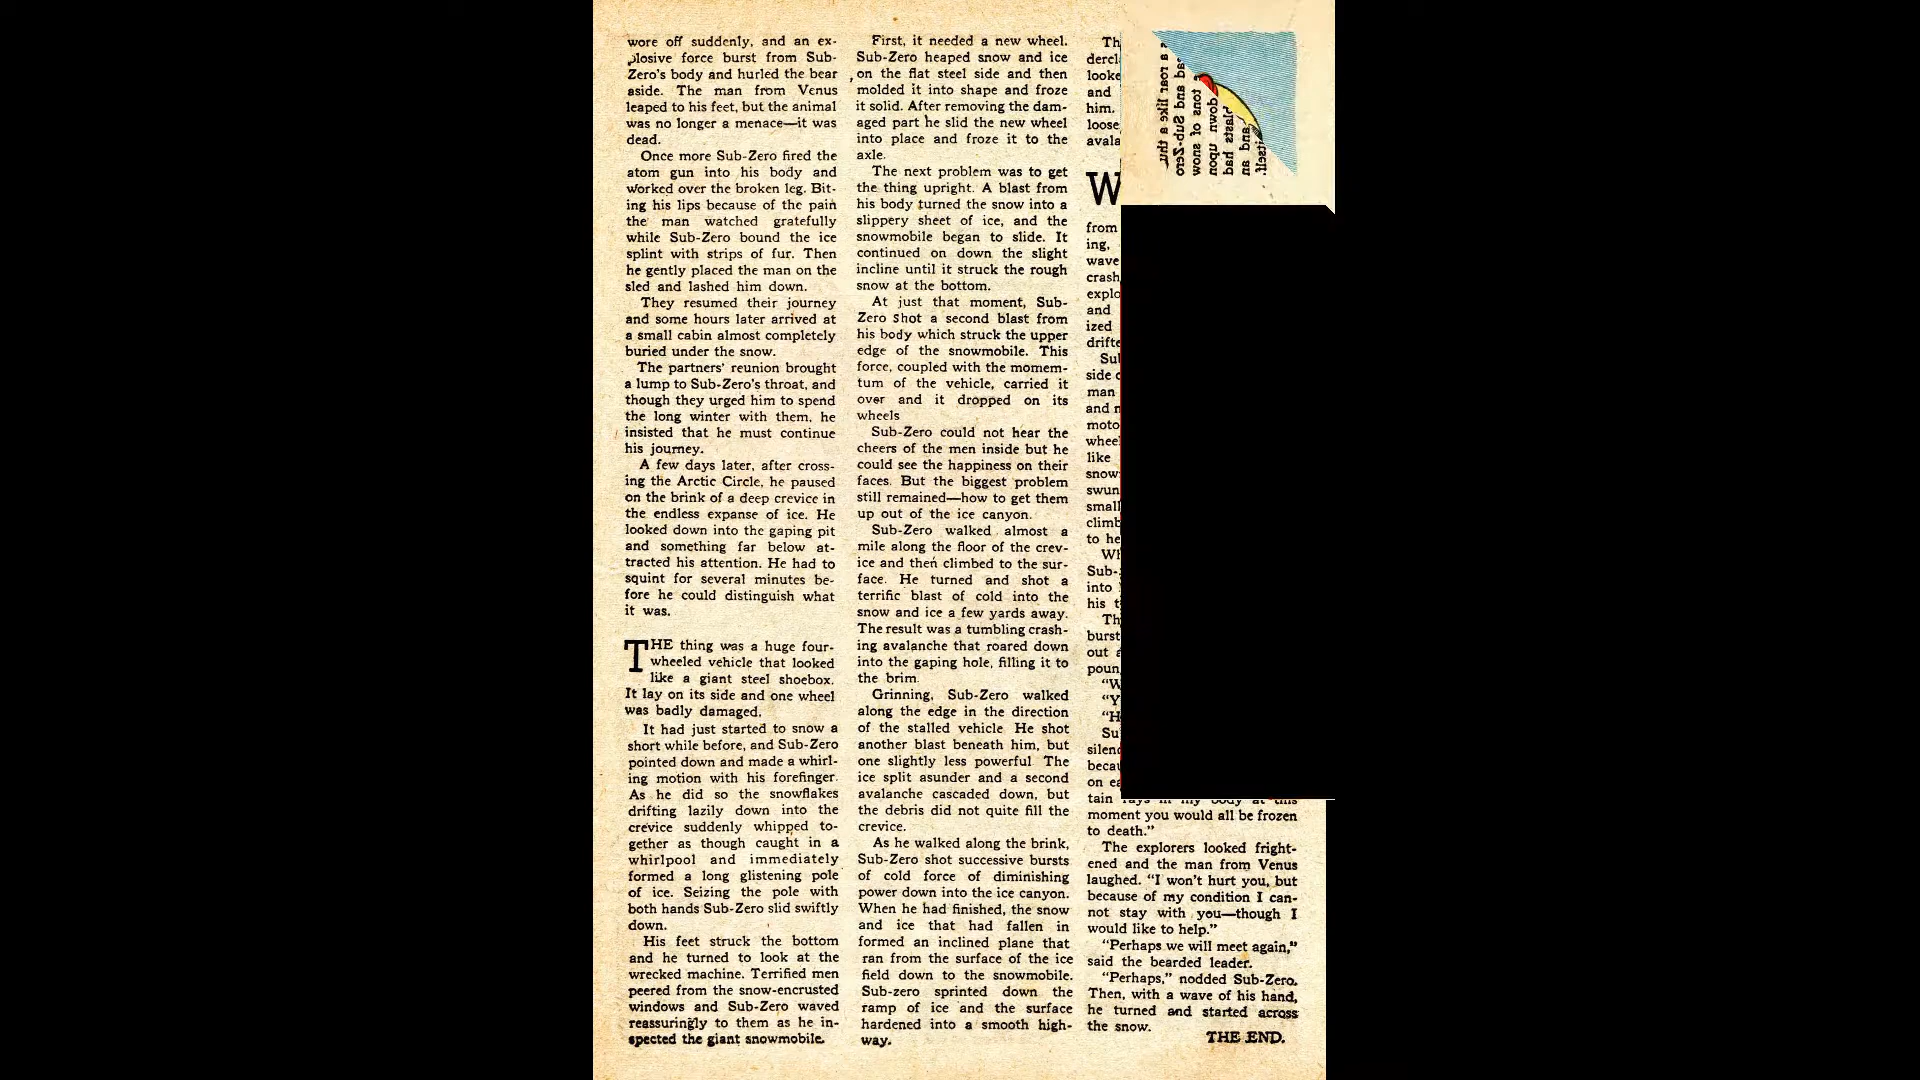 wore off suddenly, and an ex-
plosive force burst from Sub-
Zero's body and hurled the bear
aside. The man from Venus
leaped to his feet, but the animal
was no longer a menace—it was
dead.
Once more Sub-Zero fired the
atom gun into his body and
worked over the broken leg. Bit-
ing his lips because of the pain
the man watched gratefully
while Sub-Zero bound the ice
splint with strips of fur. Then
he gently placed the man on the
sled and lashed him down.
They resumed their journey
and some hours later arrived at
a small cabin almost completely
buried under the snow.
The partners' reunion brought
a lump to Sub-Zero's throat, and
though they urged him to spend
the long winter with them, he
insisted that he must continue
his journey.
A few days later, after cross-
ing the Arctic Circle, he paused
on the brink of a deep crevice in
the endless expanse of ice. He
looked down into the gaping pit
and something far below at-
tracted his attention. He had to
squint for several minutes be-
fore he could distinguish what
it was.
THE thing was a huge four-
wheeled vehicle that looked
like a giant steel shoebox.
It lay on its side and one wheel
was badly damaged,
It had just started to snow a
short while before, and Sub-Zero
pointed down and made a whirl-
ing motion with his forefinger.
As he did so the snowflakes
drifting lazily down into the
crevice suddenly whipped to-
gether as though caught in a
whirlpool and immediately
formed a long glistening pole
of ice. Seizing the pole with
both hands Sub-Zero slid swiftly
down.
His feet struck the bottom
and he turned to look at the
wrecked machine. Terrified men
peered from the snow-encrusted
windows and Sub-Zero waved
reassuringly to them as he in-
spected the giant snowmobile.
First, it needed a new wheel.
Sub-Zero heaped snow and ice
on the flat steel side and then
molded it into shape and froze
it solid. After removing the dam-
aged part he slid the new wheel
into place and froze it to the
axle.
The next problem was to get
the thing upright. A blast from
his body turned the snow into a
slippery sheet of ice, and the
snowmobile began to slide. It
continued on down the slight
incline until it struck the rough
snow at the bottom.
At just that moment, Sub-
Zero shot a second blast from
his body which struck the upper
edge of the snowmobile. This
force, coupled with the momem-
tum of the vehicle, carried it
over and it dropped on its
wheels
Sub-Zero could not hear the
cheers of the men inside but he
could see the happiness on their
faces. But the biggest problem
still remained—how to get them
up out of the ice canyon.
Sub-Zero walked almost a
mile along the floor of the crev-
ice and then climbed to the sur-
face. He turned and shot a
terrific blast of cold into the
snow and ice a few yards away.
The result was a tumbling crash-
ing avalanche that roared down
into the gaping hole, filling it to
the brim.
Grinning, Sub-Zero walked
along the edge in the direction
of the stalled vehicle He shot
another blast beneath him, but
one slightly less powerful The
ice split asunder and a second
avalanche cascaded down, but
the debris did not quite fill the
crevice.
As he walked along the brink,
Sub-Zero shot successive bursts
of cold force of diminishing
power down into the ice canyon.
When he had finished, the snow
and ice that had fallen in
formed an inclined plane that
ran from the surface of the ice
field down to the snowmobile.
Sub-zero sprinted down the
ramp of ice and the surface
hardened into a smooth high-
way.
and
him.
from
ing,
and
ized
man
like
Sub-
into
tain rays in my body at this
moment you would all be frozen
to death."
The explorers looked fright-
ened and the man from Venus
laughed. "I won't hurt you, but
because of my condition I can-
not stay with you—though I
would like to help."
"Perhaps we will meet again,"
said the bearded leader.
"Perhaps," nodded Sub-Zero.
Then, with a wave of his hand,
he turned and started across
the snow.
THE END.